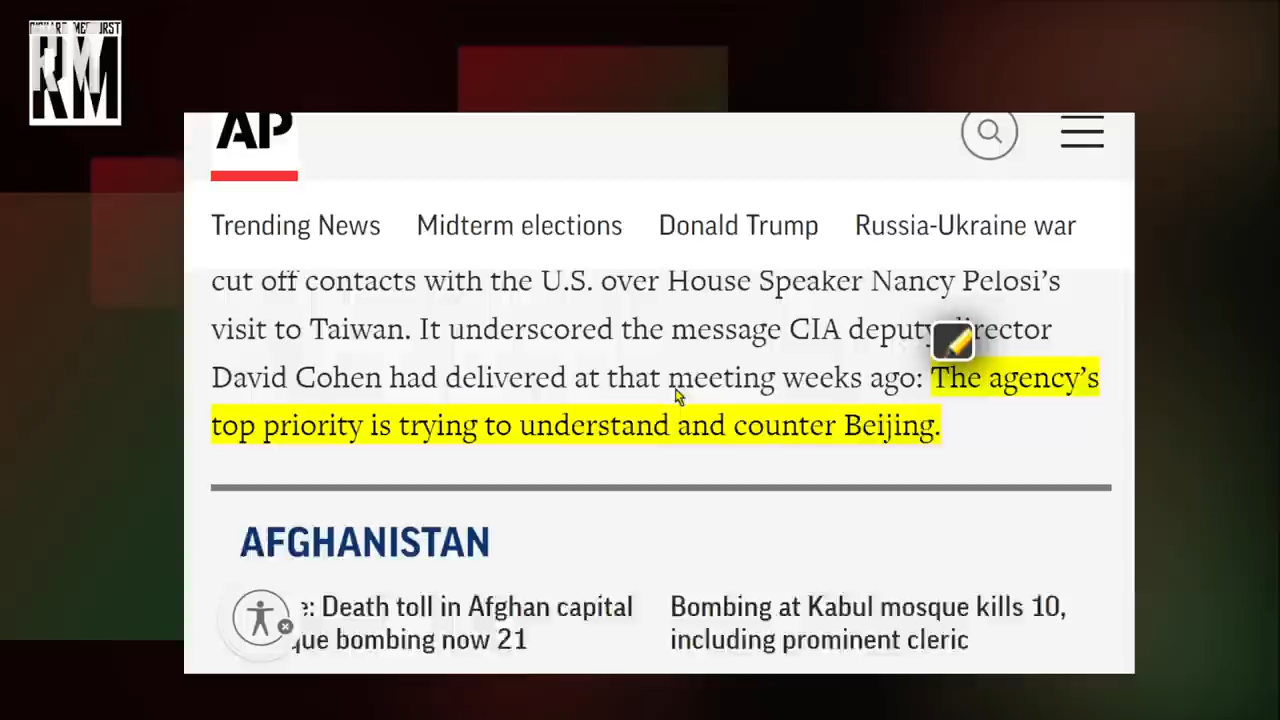 RICHARD MEDHURST
RM
AP
Trending News Midterm elections Donald Trump Russia-Ukraine war
cut off contacts with the U.S. over House Speaker Nancy Pelosi’s
visit to Taiwan. It underscored the message CIA deputy director
David Cohen had delivered at that meeting weeks ago: The agency’s
top priority is trying to understand and counter Beijing.
AFGHANISTAN
e: Death toll in Afghan capital
que bombing now 21
Bombing at Kabul mosque kills 10,
including prominent cleric